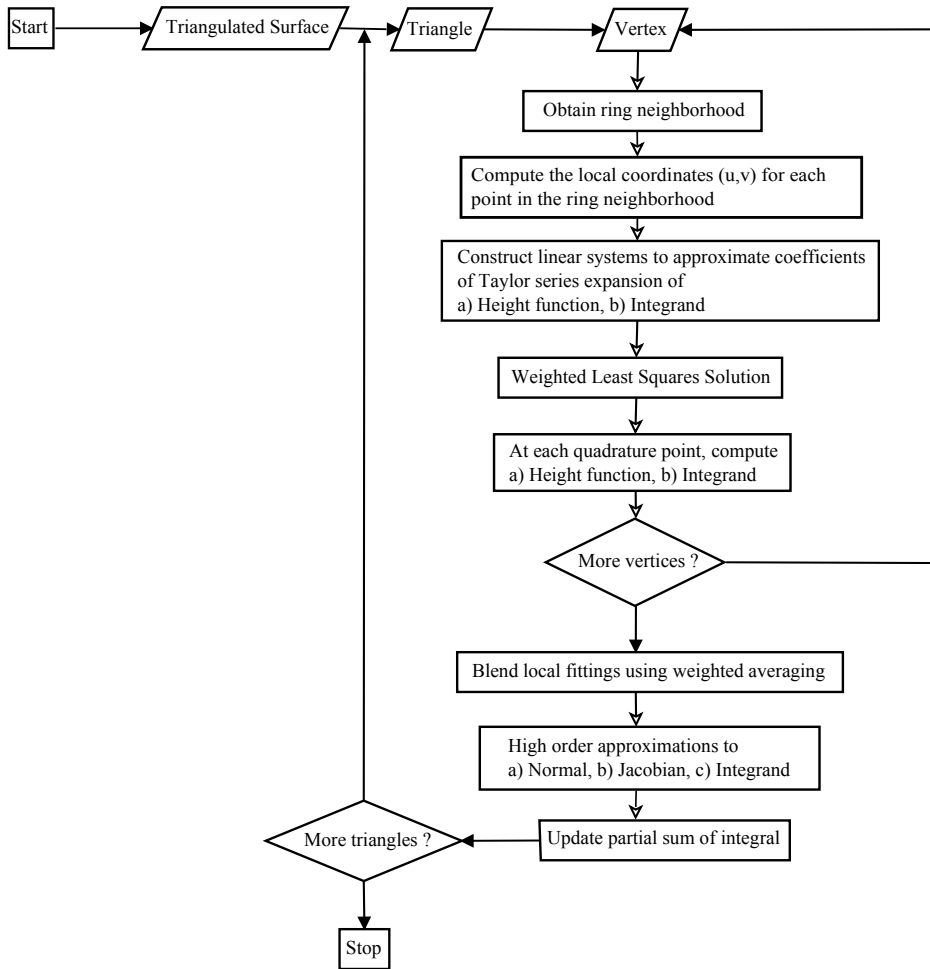 Start
Triangulated Surface
Triangle
Vertex
Obtain ring neighborhood
Compute the local coordinates (u,v) for each
point in the ring neighborhood
Construct linear systems to approximate coefficients
of Taylor series expansion of
a) Height function, b) Integrand
Weighted Least Squares Solution
At each quadrature point, compute
a) Height function, b) Integrand
More vertices ?
Blend local fittings using weighted averaging
High order approximations to
a) Normal, b) Jacobian, c) Integrand
Update partial sum of integral
More triangles ?
Stop